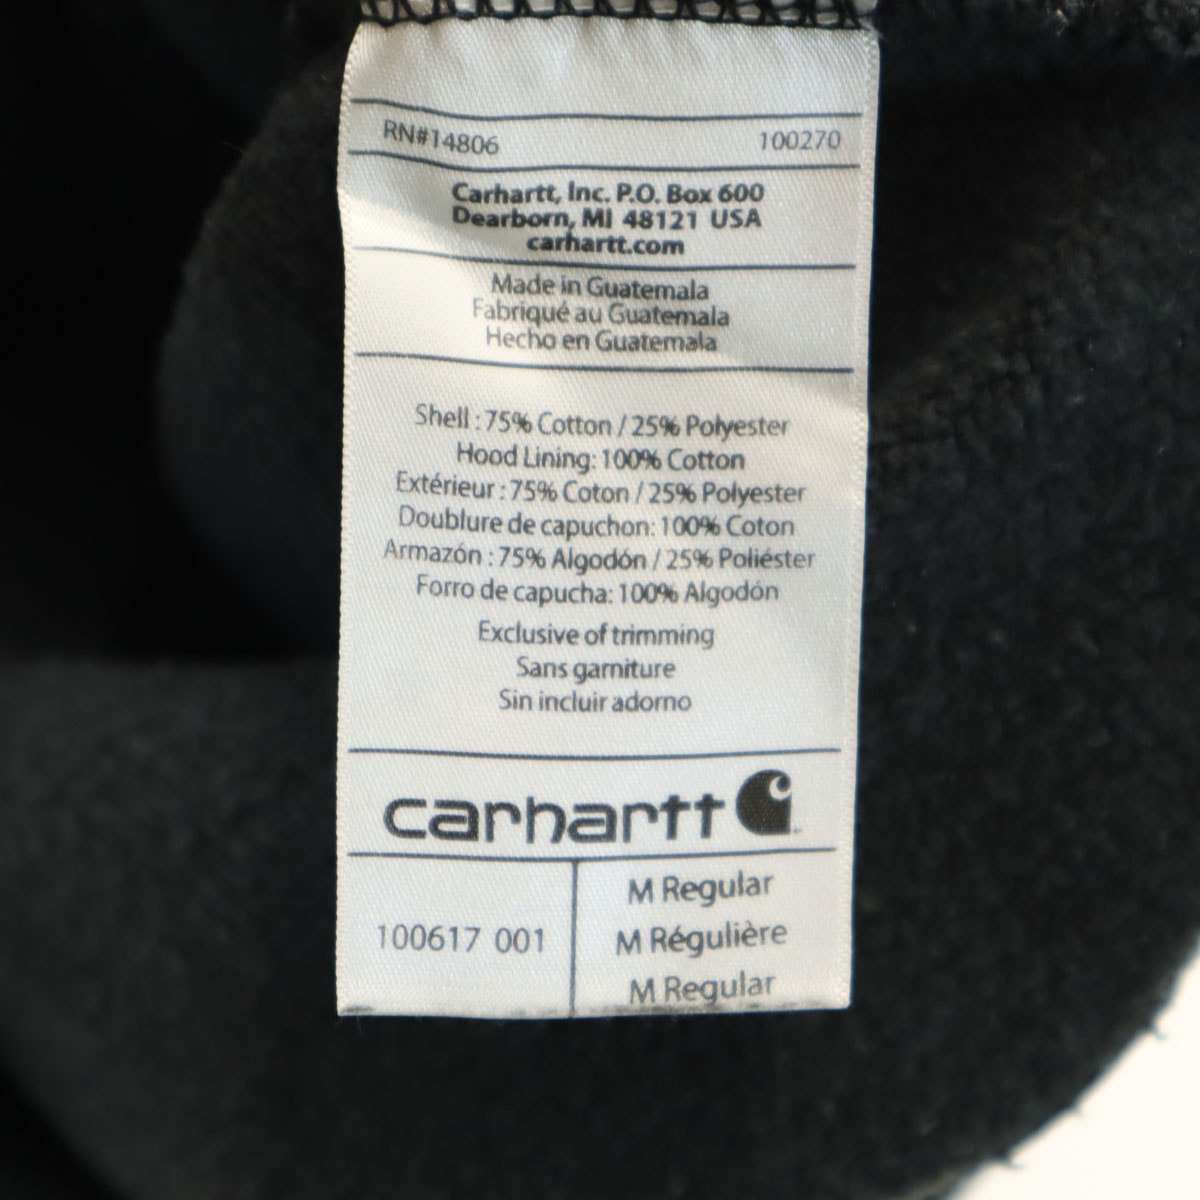 RN#14806 100270
Carhartt, Inc. P.O. Box 600
Dearborn, MI 48121 USA
carhartt.com
Made in Guatemala
Fabriqué au Guatemala
Hecho en Guatemala
Shell : 75% Cotton / 25% Polyester
Hood Lining: 100% Cotton
Extérieur : 75% Coton / 25% Polyester
Doublure de capuchon: 100% Coton
Armazón : 75% Algodón / 25% Poliéster
Forro de capucha: 100% Algodón
Exclusive of trimming
Sans garniture
Sin incluir adorno
carhartt
100617 001
M Regular
M Régulière
M Regular